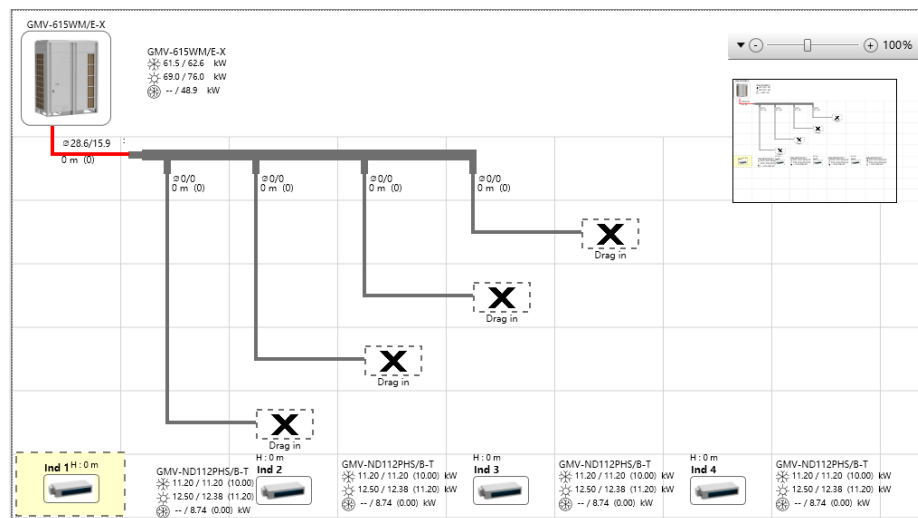 GMV-615WM/E-X
GMV-615WM/E-X
61.5 / 62.6 kW
69.0 / 76.0 kW
-- / 48.9 kW
100%
⌀28.6/15.9 :
0 m (0)
⌀0/0
0 m (0)
⌀0/0
0 m (0)
⌀0/0
0 m (0)
⌀0/0
0 m (0)
Drag in
Drag in
Drag in
Drag in
Ind 1 H : 0 m
GMV-ND112PHS/B-T
11.20 / 11.20 (10.00)
12.50 / 12.38 (11.20)
-- / 8.74 (0.00) kW
H : 0 m
Ind 2
GMV-ND112PHS/B-T
11.20 / 11.20 (10.00) kW
12.50 / 12.38 (11.20) kW
-- / 8.74 (0.00) kW
H : 0 m
Ind 3
GMV-ND112PHS/B-T
11.20 / 11.20 (10.00) kW
12.50 / 12.38 (11.20) kW
-- / 8.74 (0.00) kW
H : 0 m
Ind 4
GMV-ND112PHS/B-T
11.20 / 11.20 (10.00) kW
12.50 / 12.38 (11.20) kW
-- / 8.74 (0.00) kW